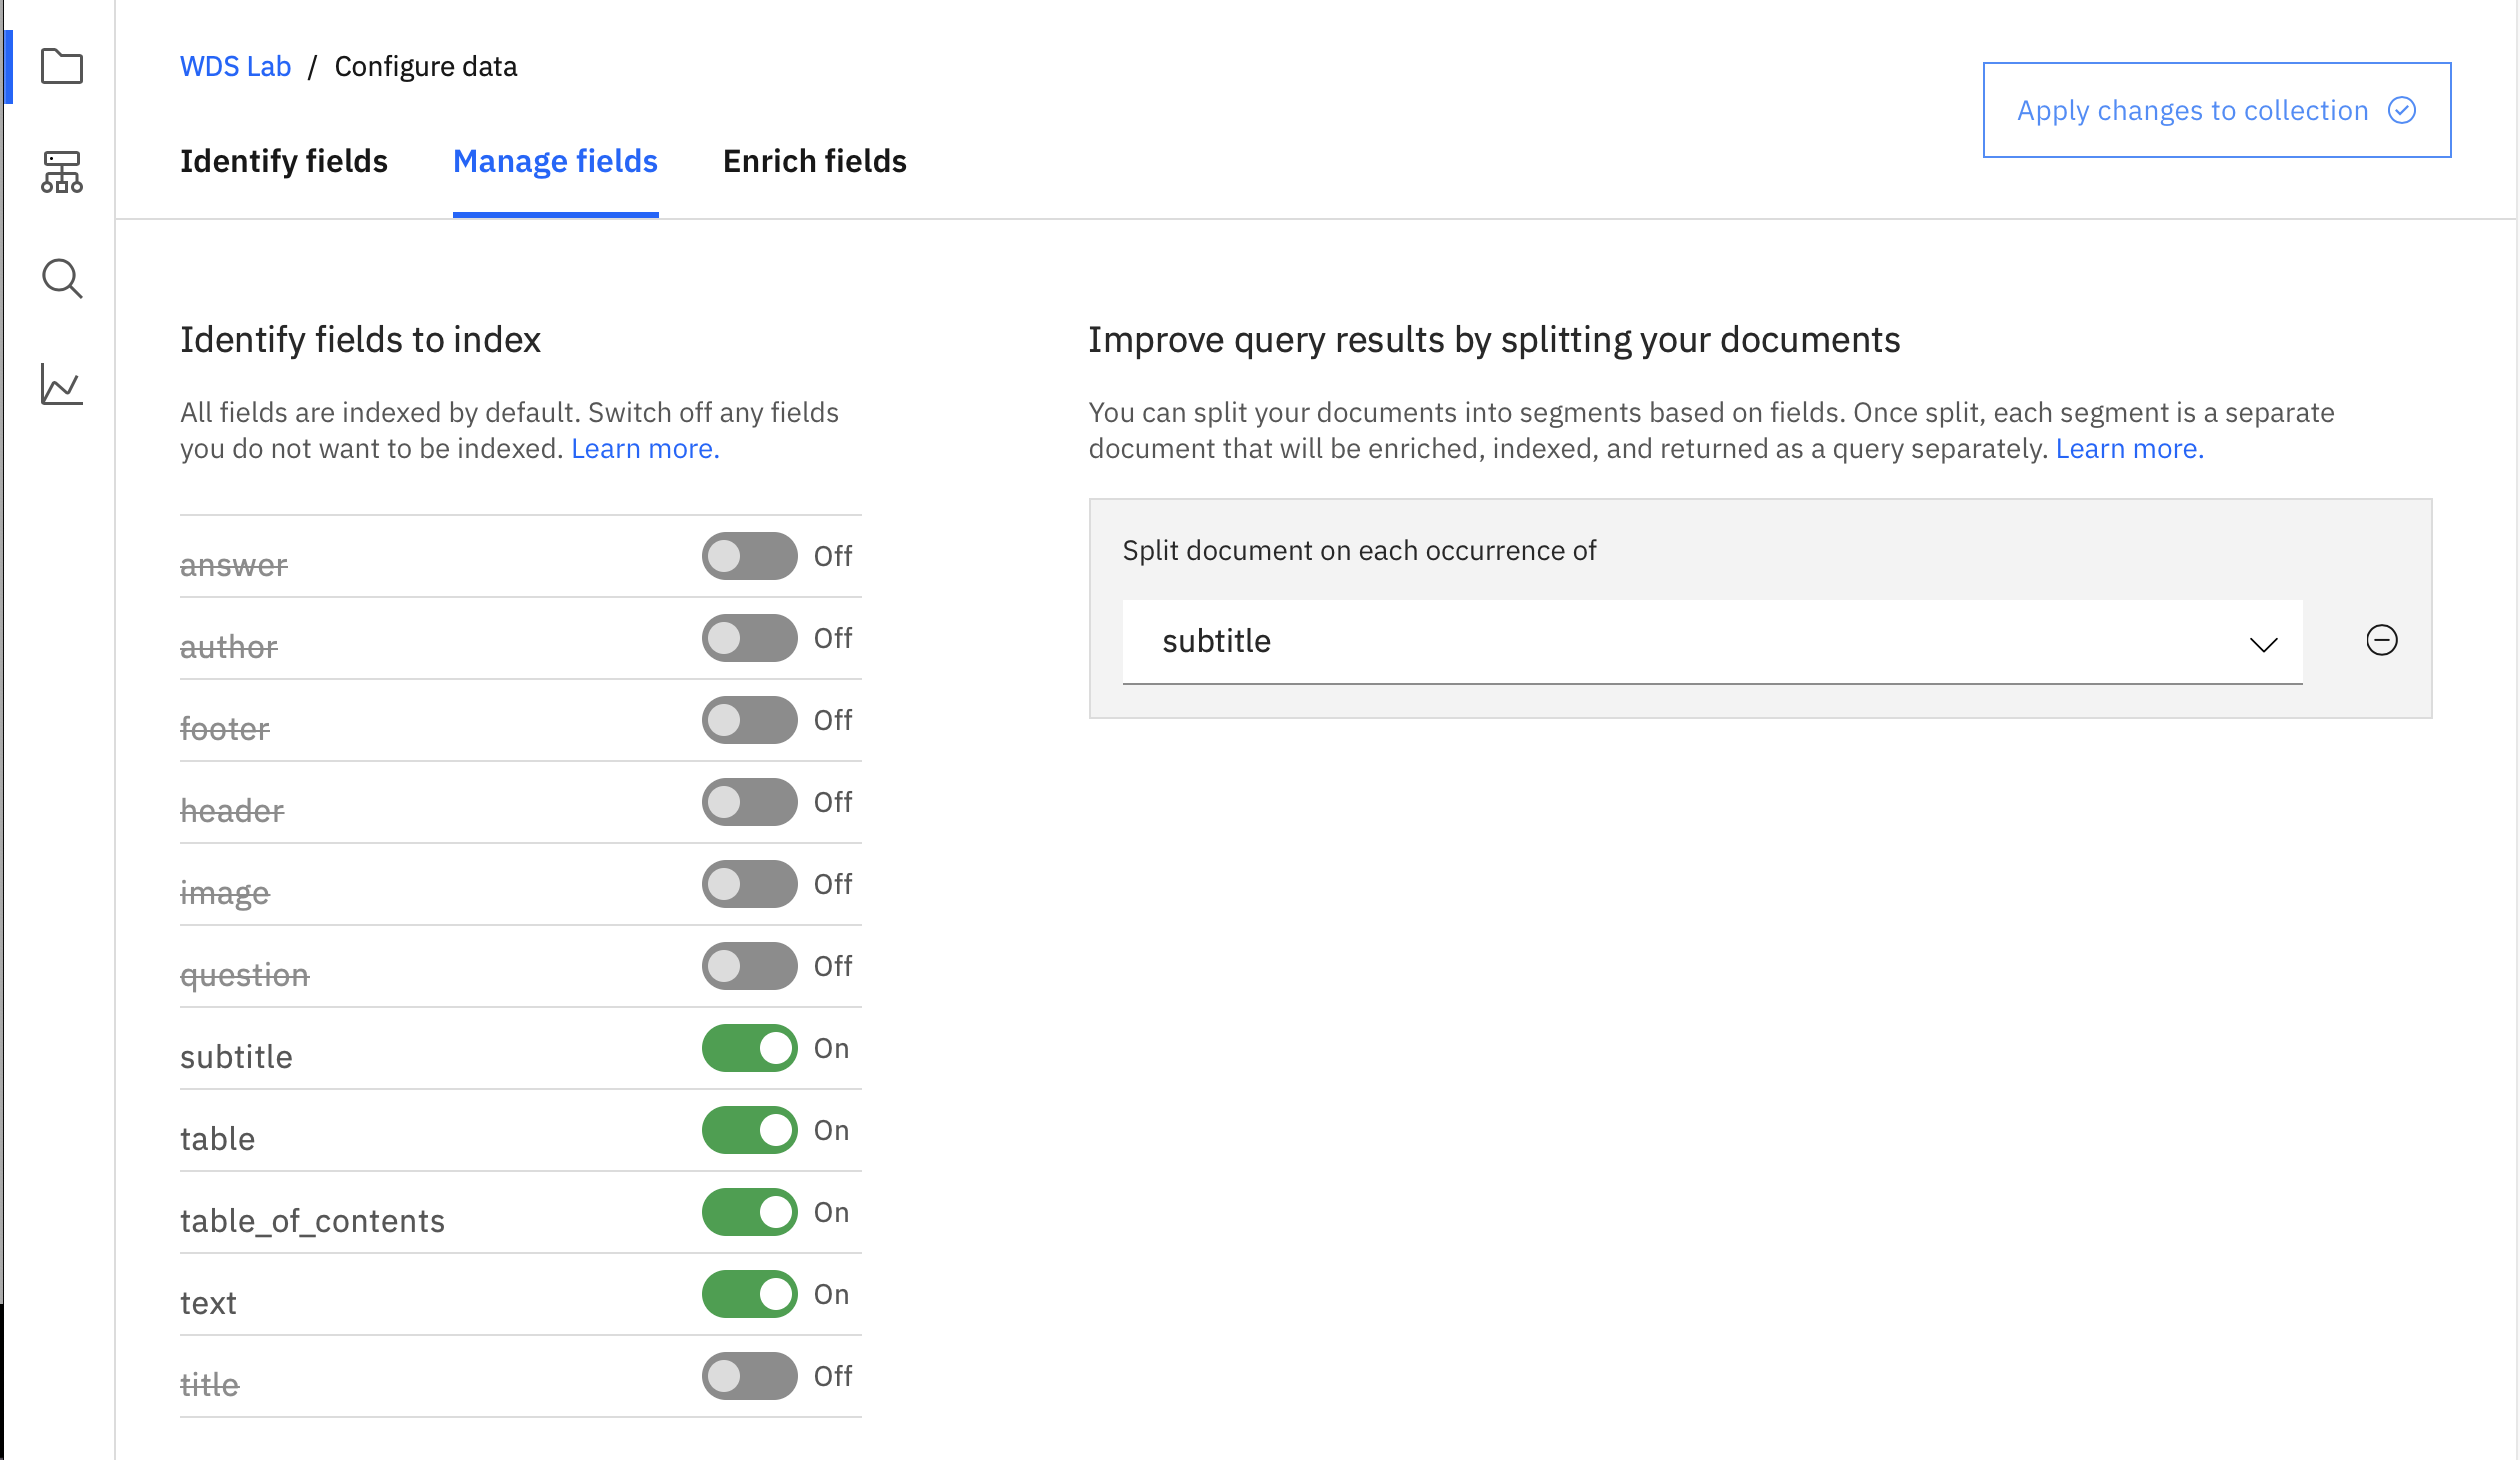 WDS Lab / Configure data
Apply changes to collection
Identify fields Manage fields Enrich fields
Identify fields to index
All fields are indexed by default. Switch off any fields
you do not want to be indexed. Learn more.
answer Off
author Off
footer Off
header Off
image Off
question Off
subtitle On
table On
table_of_contents On
text On
title Off
Improve query results by splitting your documents
You can split your documents into segments based on fields. Once split, each segment is a separate
document that will be enriched, indexed, and returned as a query separately. Learn more.
Split document on each occurrence of
subtitle